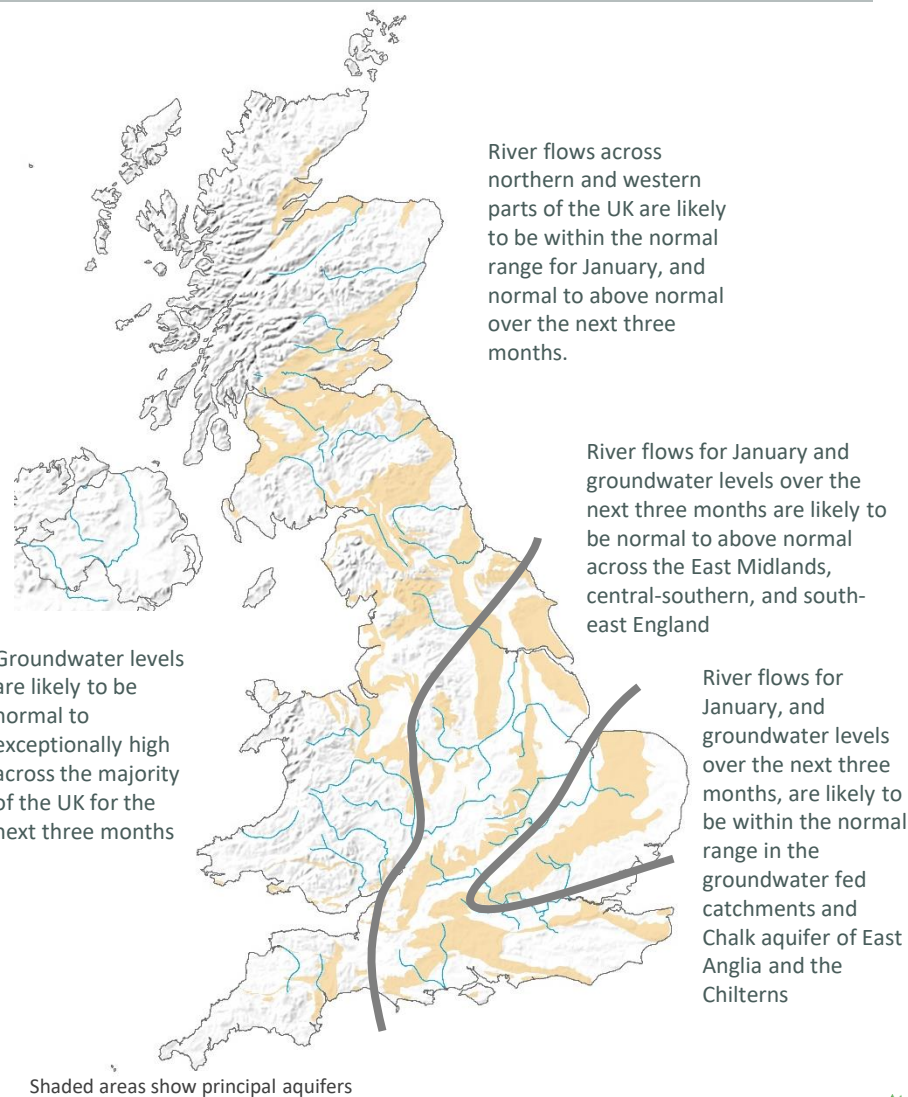 River flows across
northern and western
parts of the UK are likely
to be within the normal
range for January, and
normal to above normal
over the next three
months.
River flows for January and
groundwater levels over the
next three months are likely to
be normal to above normal
across the East Midlands,
central-southern, and south-
east England
Groundwater levels
are likely to be
normal to
exceptionally high
across the majority
of the UK for the
next three months
River flows for
January, and
groundwater levels
over the next three
months, are likely to
be within the normal
range in the
groundwater fed
catchments and
Chalk aquifer of East
Anglia and the
Chilterns
Shaded areas show principal aquifers